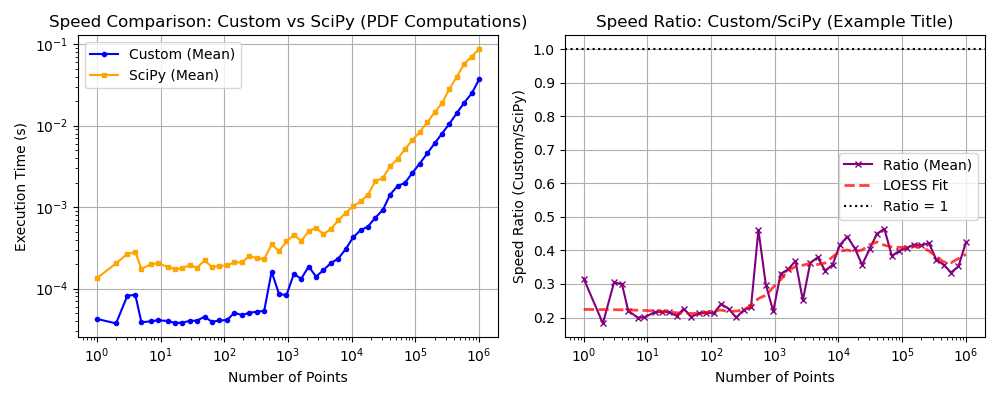 Speed Comparison: Custom vs SciPy (PDF Computations)
Execution Time (s)
10⁻¹
10⁻²
10⁻³
10⁻⁴
Custom (Mean)
SciPy (Mean)
10⁰ 10¹ 10² 10³ 10⁴ 10⁵ 10⁶
Number of Points
Speed Ratio: Custom/SciPy (Example Title)
Speed Ratio (Custom/SciPy)
1.0
0.9
0.8
0.7
0.6
0.5
0.4
0.3
0.2
Ratio (Mean)
LOESS Fit
Ratio = 1
10⁰ 10¹ 10² 10³ 10⁴ 10⁵ 10⁶
Number of Points